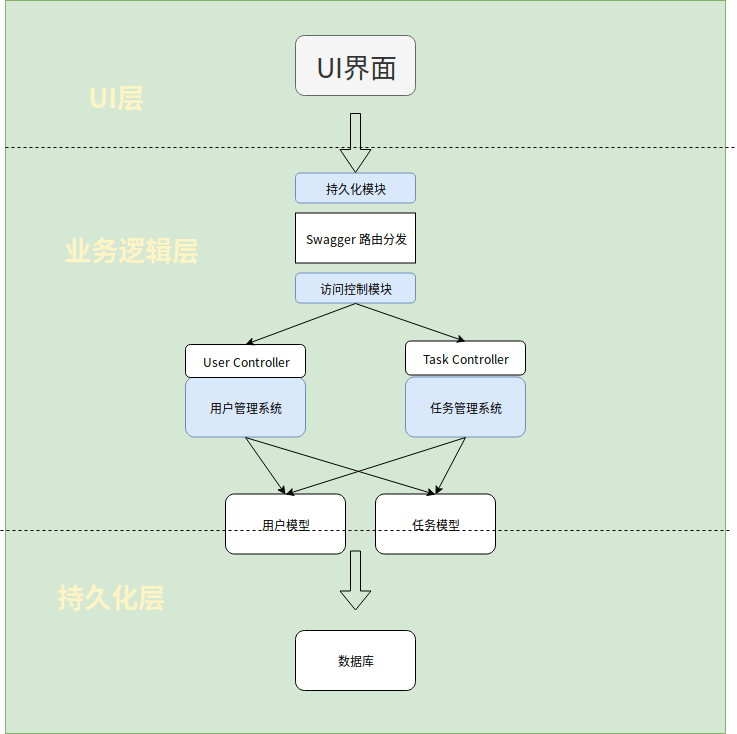 UI界面
UI层
持久化模块
Swagger 路由分发
业务逻辑层
访问控制模块
User Controller
Task Controller
用户管理系统
任务管理系统
用户模型
任务模型
持久化层
数据库